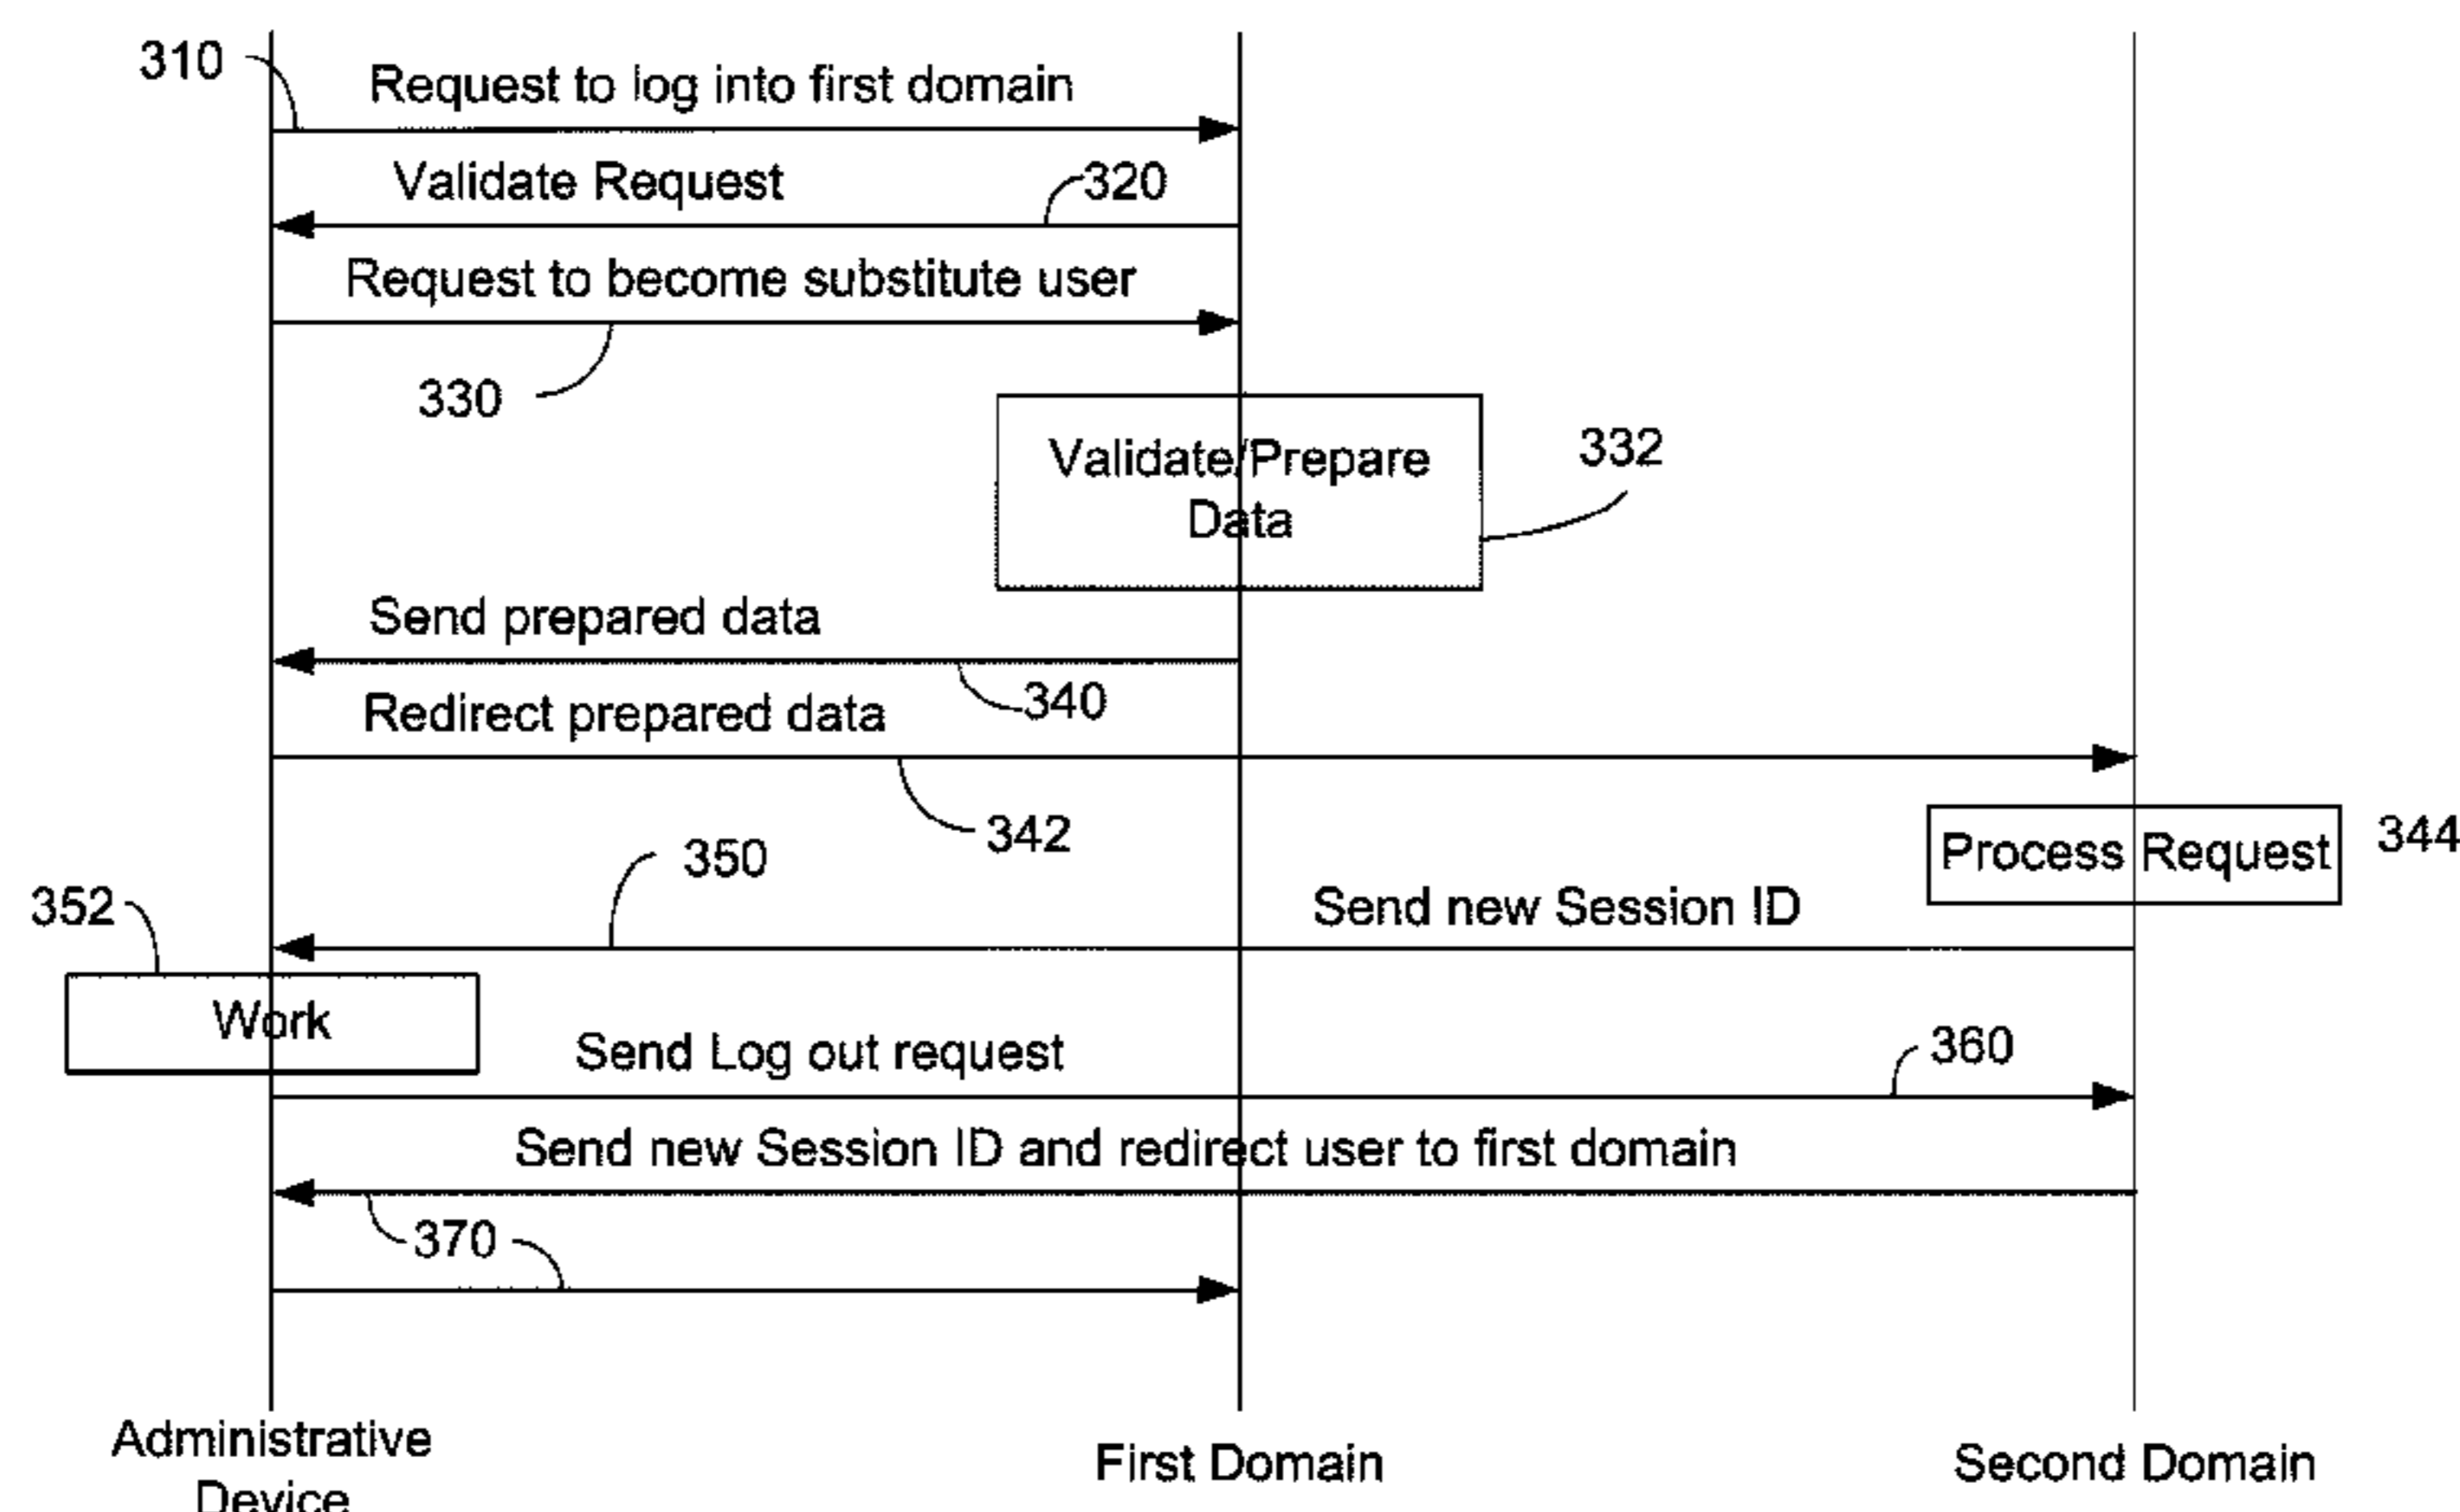 310
Request to log into first domain
Validate Request
320
Request to become substitute user
330
Validate/Prepare
Data
332
Send prepared data
340
Redirect prepared data
342
Process Request
344
350
352
Send new Session ID
Work
Send Log out request
360
Send new Session ID and redirect user to first domain
370
Administrative
Device
First Domain
Second Domain